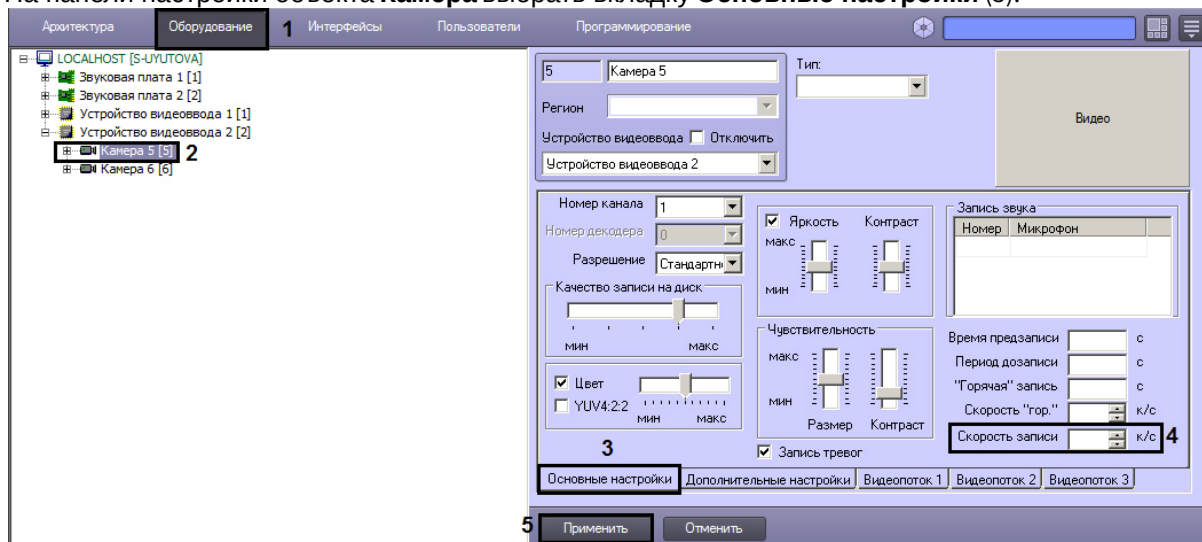 На панели настройки объекта Камера выбрать вкладку Основные настройки (3).
Архитектура Оборудование 1 Интерфейсы Пользователи Программирование
LOCALHOST [S-UYUTOVA]
Звуковая плата 1 [1]
Звуковая плата 2 [2]
Устройство видеоввода 1 [1]
Устройство видеоввода 2 [2]
Камера 5 [5] 2
Камера 6 [6]
5 Камера 5
Тип:
Регион
Устройство видеоввода Отключить
Устройство видеоввода 2
Видео
Номер канала 1
Номер декодера 0
Разрешение Стандартн
Качество записи на диск
мин макс
Цвет
YUV4:2:2
мин макс
3
Яркость Контраст
макс
мин
Чувствительность
макс
мин
Размер Контраст
Запись тревог
Запись звука
Номер Микрофон
Время предзаписи с
Период дозаписи с
"Горячая" запись с
Скорость "гор." к/с
Скорость записи к/с 4
Основные настройки Дополнительные настройки Видеопоток 1 Видеопоток 2 Видеопоток 3
5 Применить Отменить